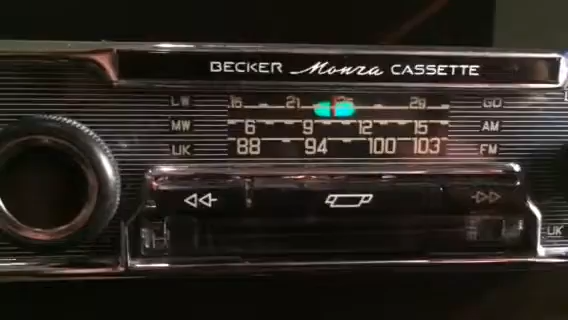 BECKER Monza CASSETTE
LW 16 21 25 29 GO
MW 6 9 12 15 AM
UK 88 94 100 103 FM
UK